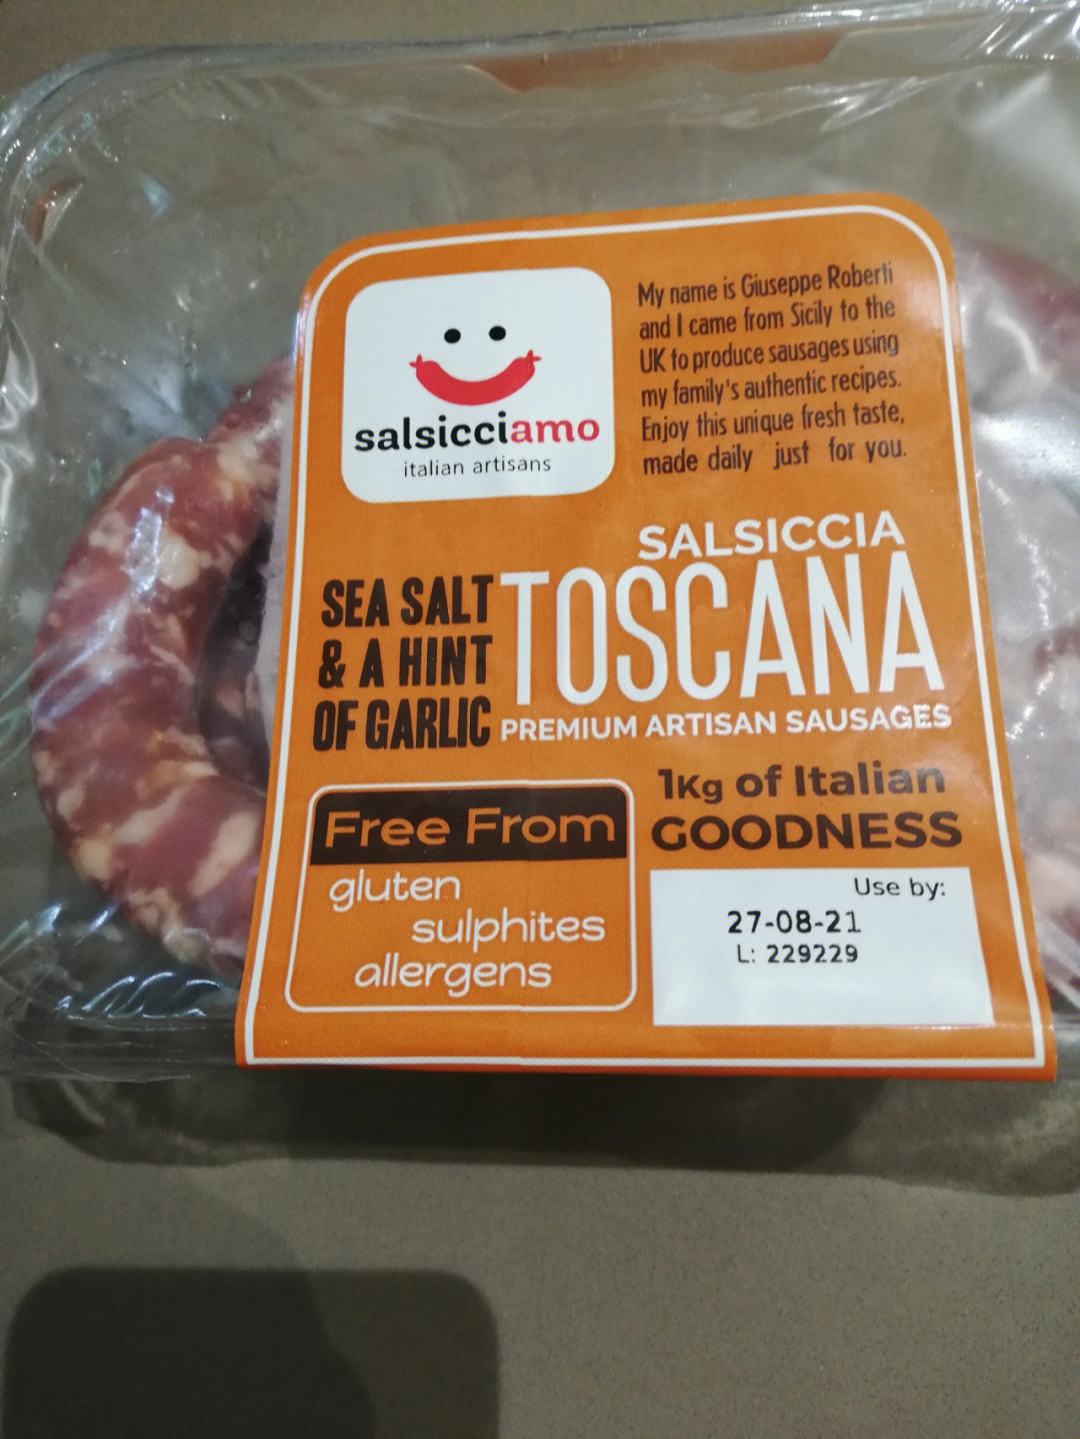 salsicciamo
italian artisans
My name is Giuseppe Roberti
and I came from Sicily to the
UK to produce sausages using
my family's authentic recipes.
Enjoy this unique fresh taste,
made daily just for you.
SALSICCIA
TOSCANA
PREMIUM ARTISAN SAUSAGES
SEA SALT
& A HINT
OF GARLIC
1Kg of Italian
GOODNESS
Free From
gluten
sulphites
allergens
Use by:
27-08-21
L: 229229